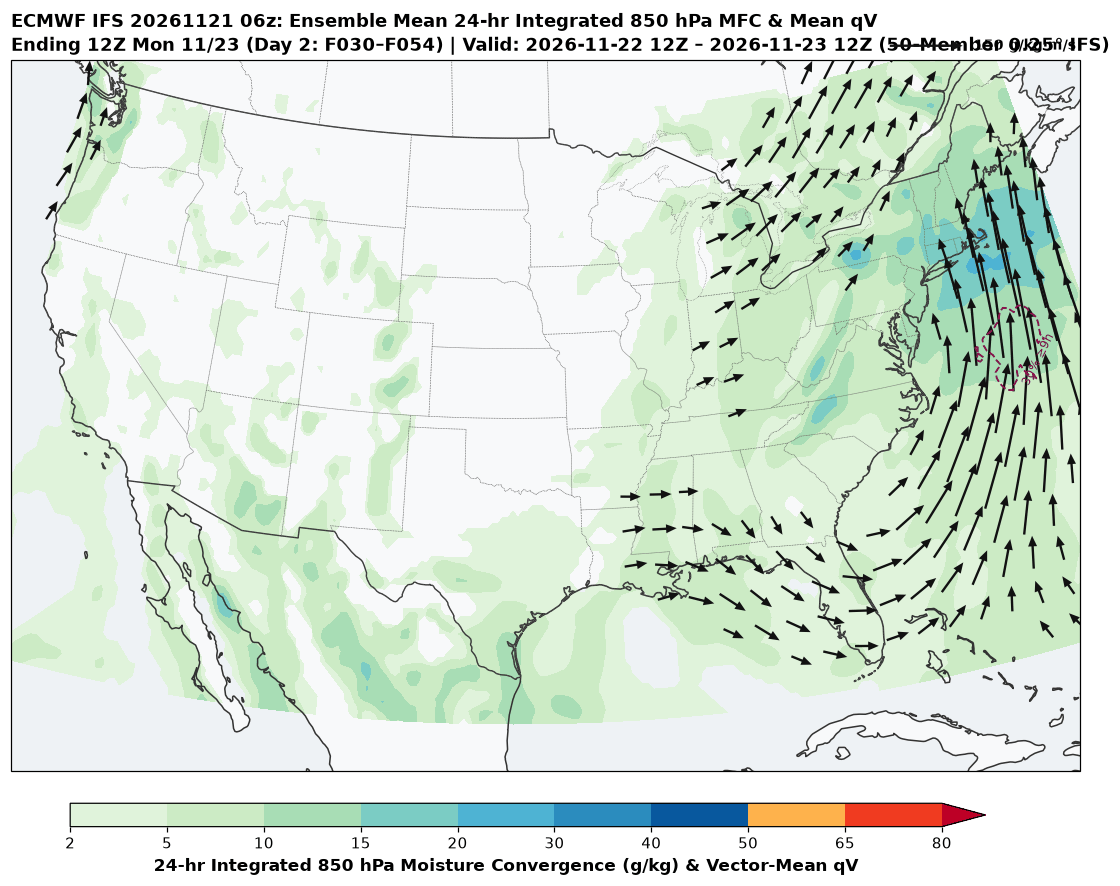 ECMWF IFS 20261121 06z: Ensemble Mean 24-hr Integrated 850 hPa MFC & Mean qV
Ending 12Z Mon 11/23 (Day 2: F030–F054) | Valid: 2026-11-22 12Z – 2026-11-23 12Z (50-Member 0.25° IFS)
2 5 10 15 20 30 40 50 65 80
24-hr Integrated 850 hPa Moisture Convergence (g/kg) & Vector-Mean qV